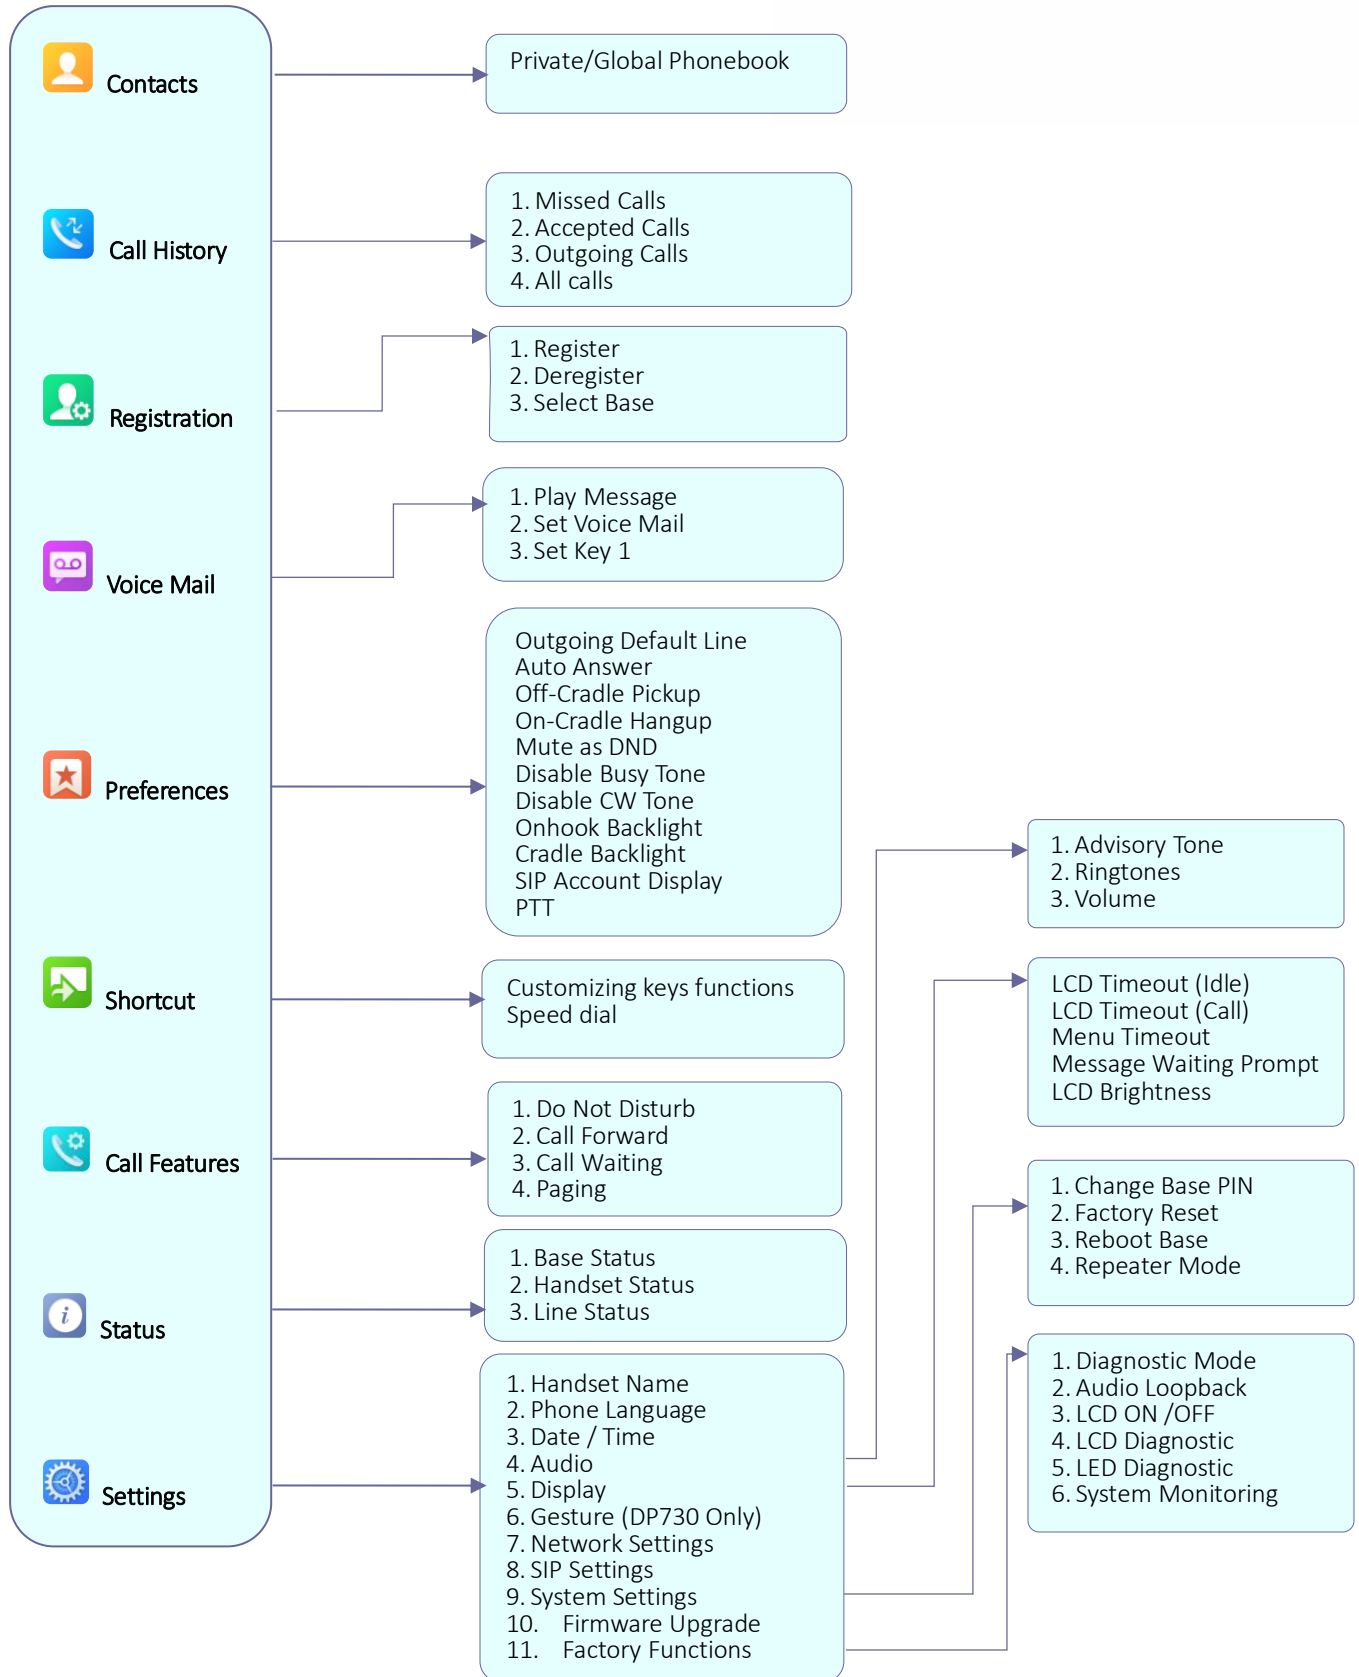 Contacts
Private/Global Phonebook
Call History
1. Missed Calls
2. Accepted Calls
3. Outgoing Calls
4. All calls
Registration
1. Register
2. Deregister
3. Select Base
Voice Mail
1. Play Message
2. Set Voice Mail
3. Set Key 1
Preferences
Outgoing Default Line
Auto Answer
Off-Cradle Pickup
On-Cradle Hangup
Mute as DND
Disable Busy Tone
Disable CW Tone
Onhook Backlight
Cradle Backlight
SIP Account Display
PTT
Shortcut
Customizing keys functions
Speed dial
Call Features
1. Do Not Disturb
2. Call Forward
3. Call Waiting
4. Paging
Status
1. Base Status
2. Handset Status
3. Line Status
Settings
1. Handset Name
2. Phone Language
3. Date / Time
4. Audio
5. Display
6. Gesture (DP730 Only)
7. Network Settings
8. SIP Settings
9. System Settings
10. Firmware Upgrade
11. Factory Functions
1. Advisory Tone
2. Ringtones
3. Volume
LCD Timeout (Idle)
LCD Timeout (Call)
Menu Timeout
Message Waiting Prompt
LCD Brightness
1. Change Base PIN
2. Factory Reset
3. Reboot Base
4. Repeater Mode
1. Diagnostic Mode
2. Audio Loopback
3. LCD ON /OFF
4. LCD Diagnostic
5. LED Diagnostic
6. System Monitoring